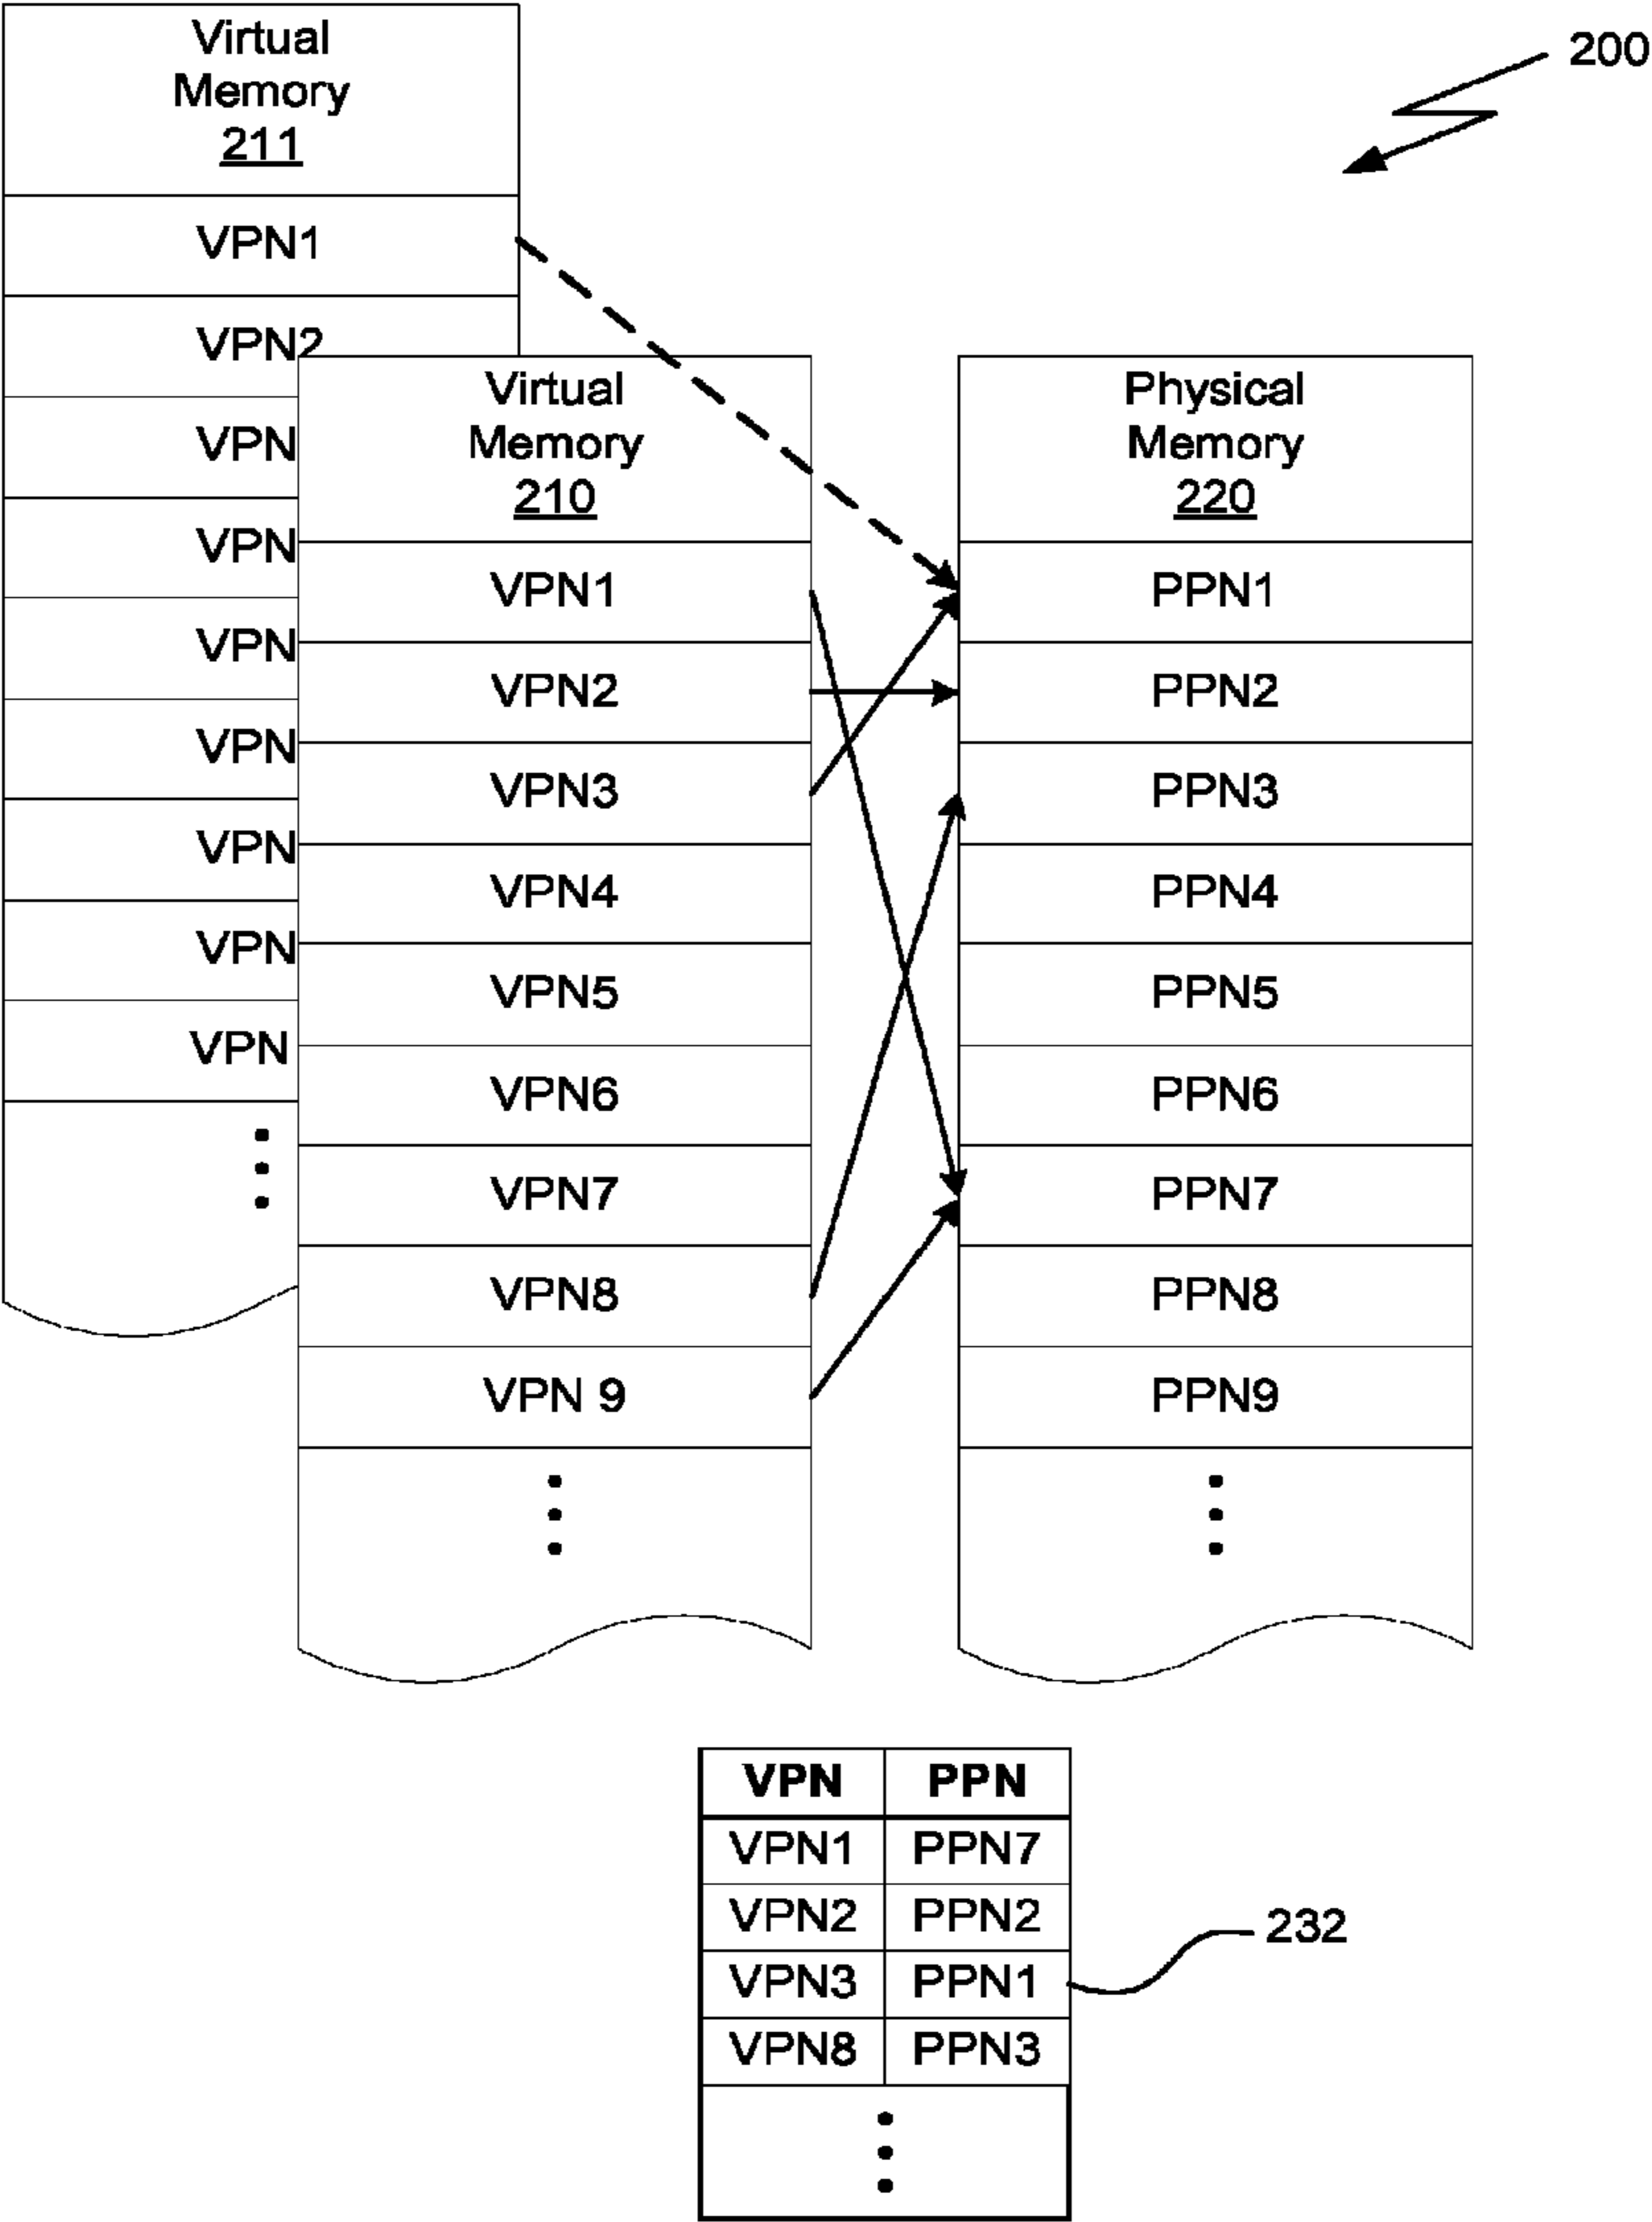 Virtual
Memory
211
VPN1
VPN2
VPN
VPN
VPN
VPN
VPN
VPN
VPN
200
Virtual
Memory
210
VPN1
VPN2
VPN3
VPN4
VPN5
VPN6
VPN7
VPN8
VPN 9
Physical
Memory
220
PPN1
PPN2
PPN3
PPN4
PPN5
PPN6
PPN7
PPN8
PPN9
VPN PPN
VPN1 PPN7
VPN2 PPN2
VPN3 PPN1
VPN8 PPN3
232